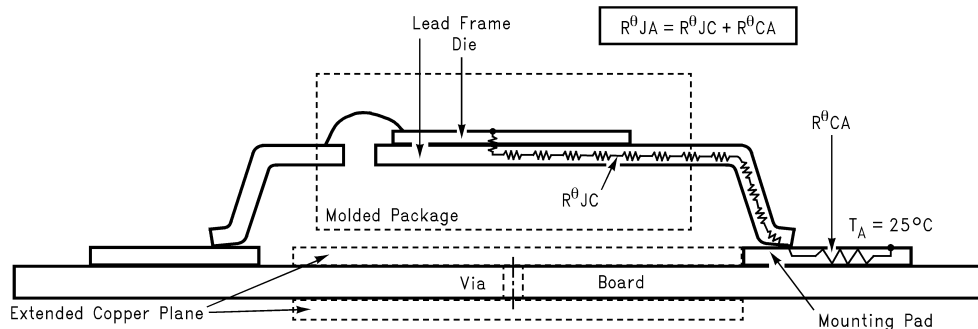 RθJA = RθJC + RθCA
Lead Frame
Die
RθCA
RθJC
Molded Package
TA = 25°C
Via
Board
Extended Copper Plane
Mounting Pad